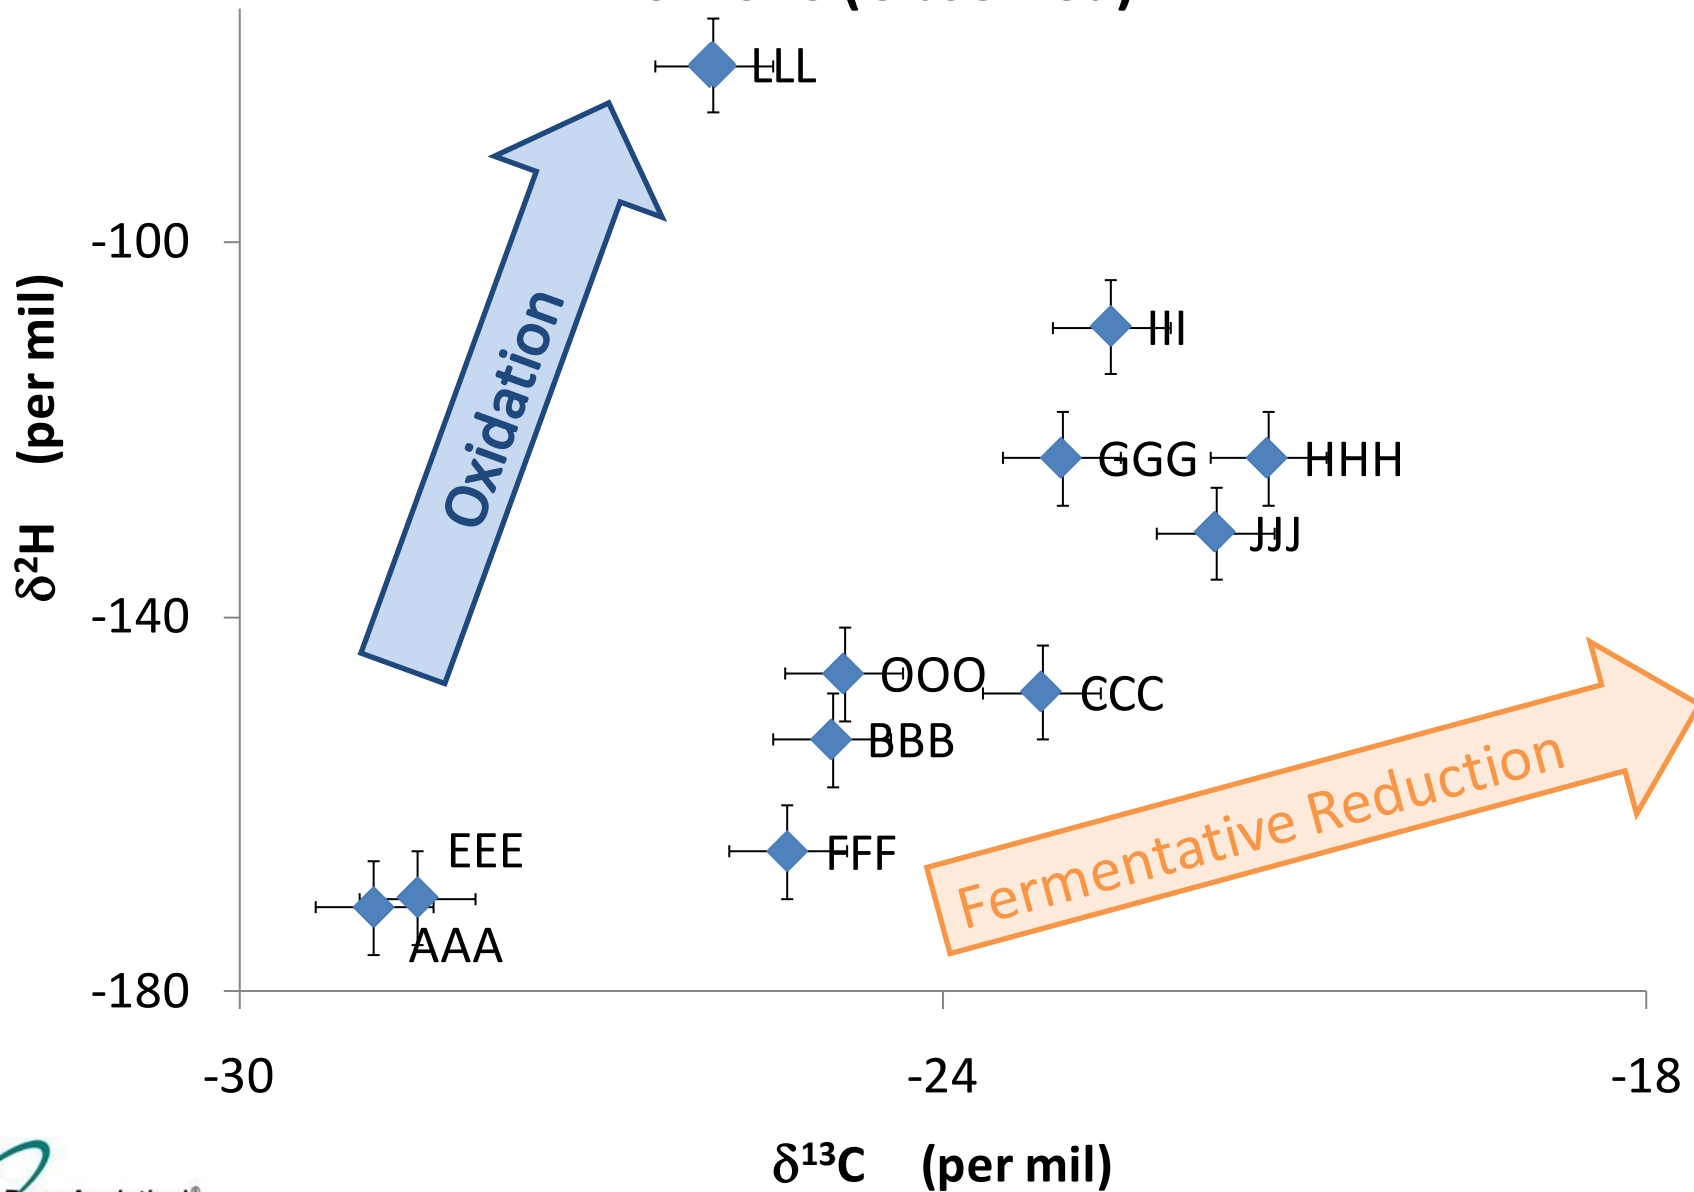 LLL
-100
III
Oxidation
δ²H (per mil)
GGG
HHH
JJJ
-140
OOO
CCC
BBB
Fermentative Reduction
EEE
FFF
AAA
-180
-30
-24
-18
δ¹³C (per mil)